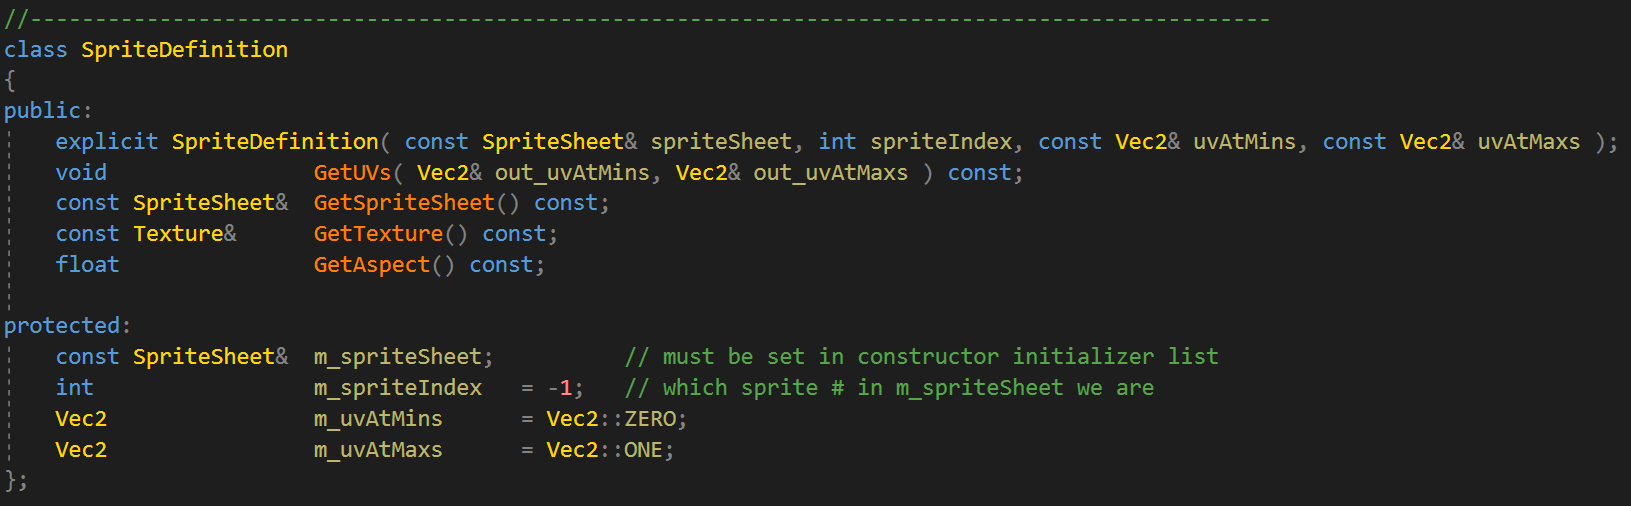 //------------------------------------------------------------------------------------------------
class SpriteDefinition
{
public:
    explicit SpriteDefinition( const SpriteSheet& spriteSheet, int spriteIndex, const Vec2& uvAtMins, const Vec2& uvAtMaxs );
    void                GetUVs( Vec2& out_uvAtMins, Vec2& out_uvAtMaxs ) const;
    const SpriteSheet&  GetSpriteSheet() const;
    const Texture&      GetTexture() const;
    float               GetAspect() const;

protected:
    const SpriteSheet&  m_spriteSheet;          // must be set in constructor initializer list
    int                 m_spriteIndex   = -1;   // which sprite # in m_spriteSheet we are
    Vec2                m_uvAtMins      = Vec2::ZERO;
    Vec2                m_uvAtMaxs      = Vec2::ONE;
};